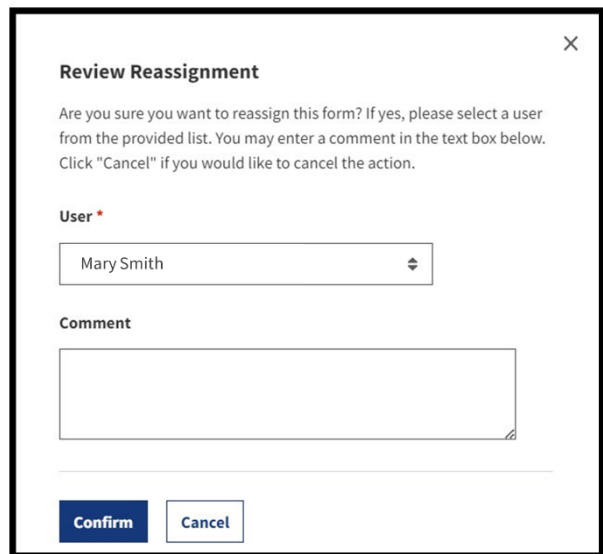 Review Reassignment
Are you sure you want to reassign this form? If yes, please select a user
from the provided list. You may enter a comment in the text box below.
Click "Cancel" if you would like to cancel the action.
User *
Mary Smith
Comment
Confirm
Cancel